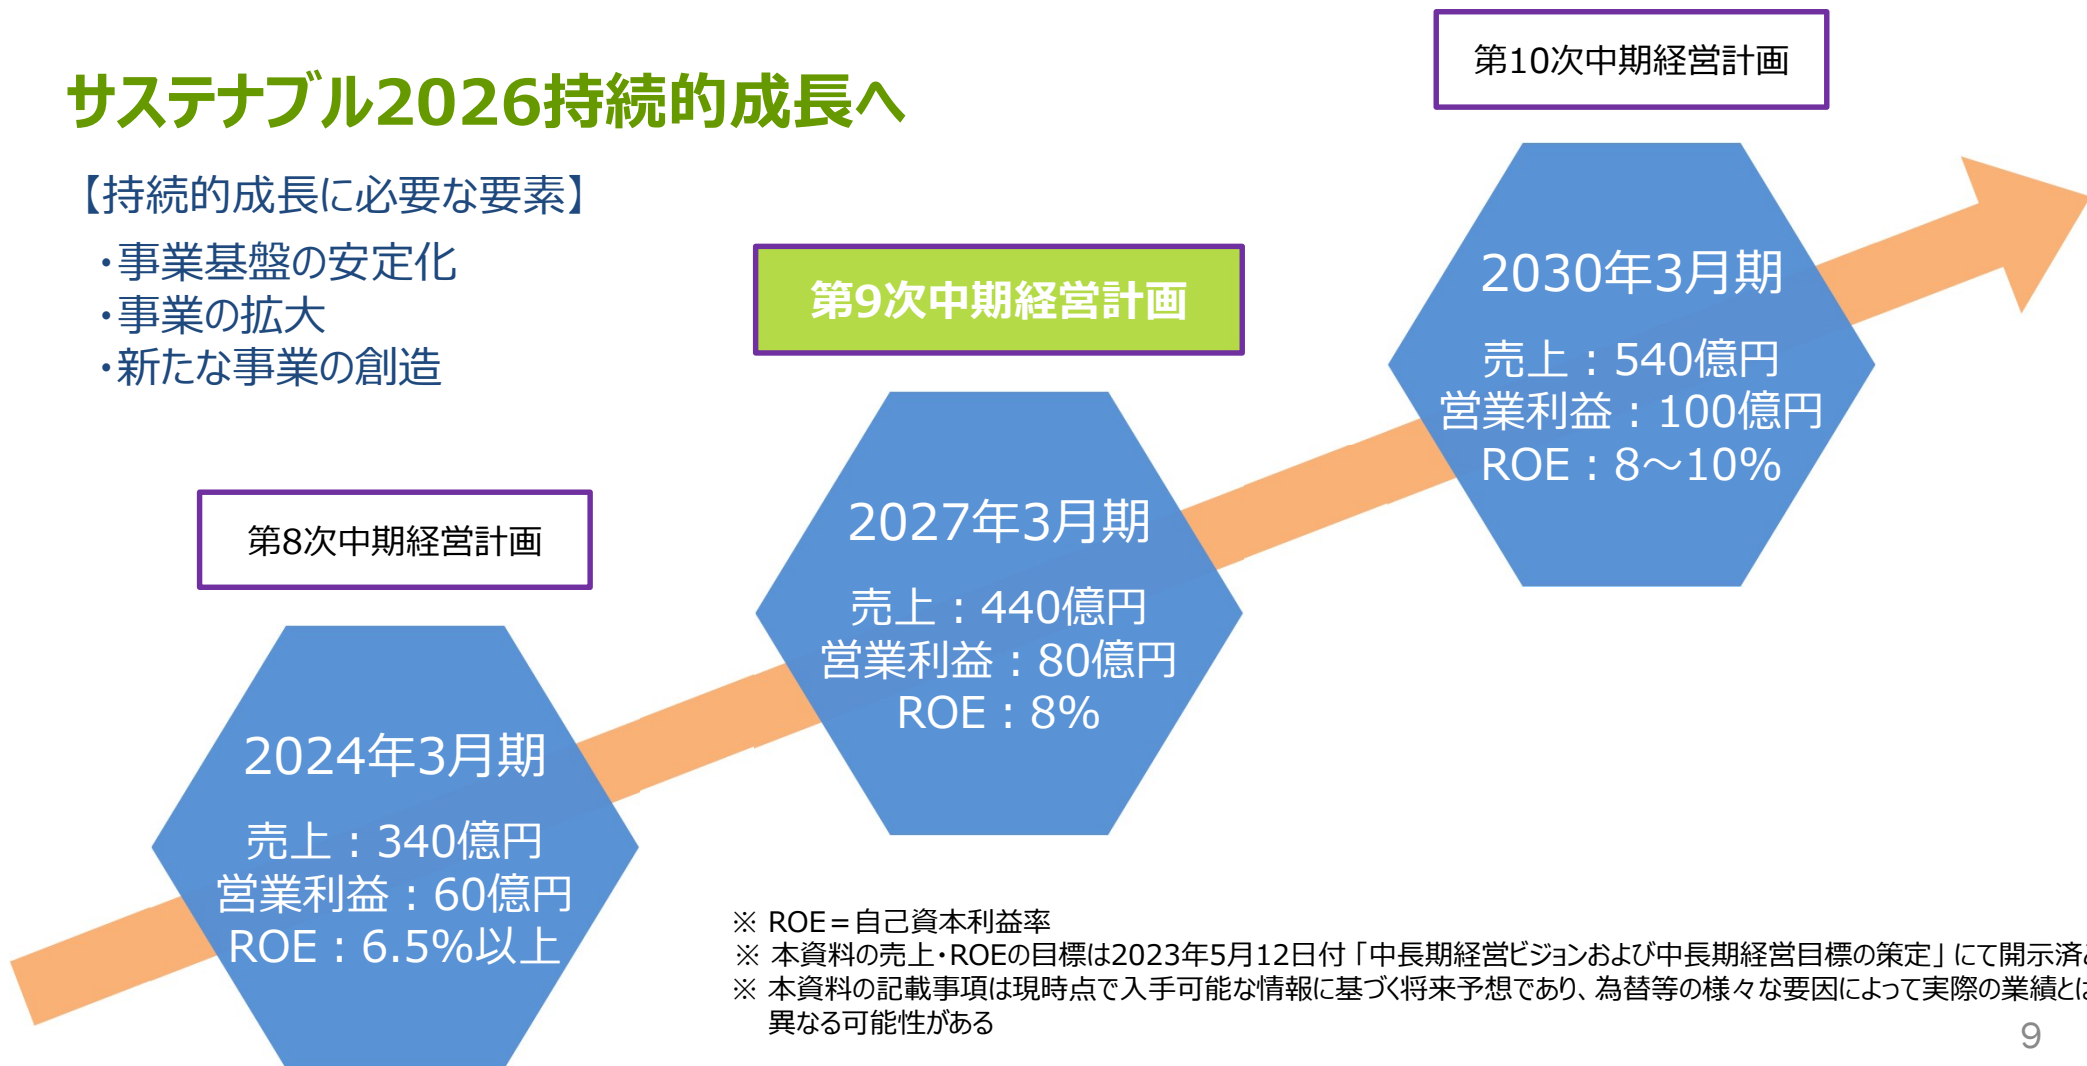 サステナブル2026持続的成長へ
【持続的成長に必要な要素】
・事業基盤の安定化
・事業の拡大
・新たな事業の創造
第8次中期経営計画
2024年3月期
売上：340億円
営業利益：60億円
ROE：6.5%以上
第9次中期経営計画
2027年3月期
売上：440億円
営業利益：80億円
ROE：8%
第10次中期経営計画
2030年3月期
売上：540億円
営業利益：100億円
ROE：8～10%
※ ROE＝自己資本利益率
※ 本資料の売上・ROEの目標は2023年5月12日付「中長期経営ビジョンおよび中長期経営目標の策定」にて開示済
※ 本資料の記載事項は現時点で入手可能な情報に基づく将来予想であり、為替等の様々な要因によって実際の業績と
異なる可能性がある
9